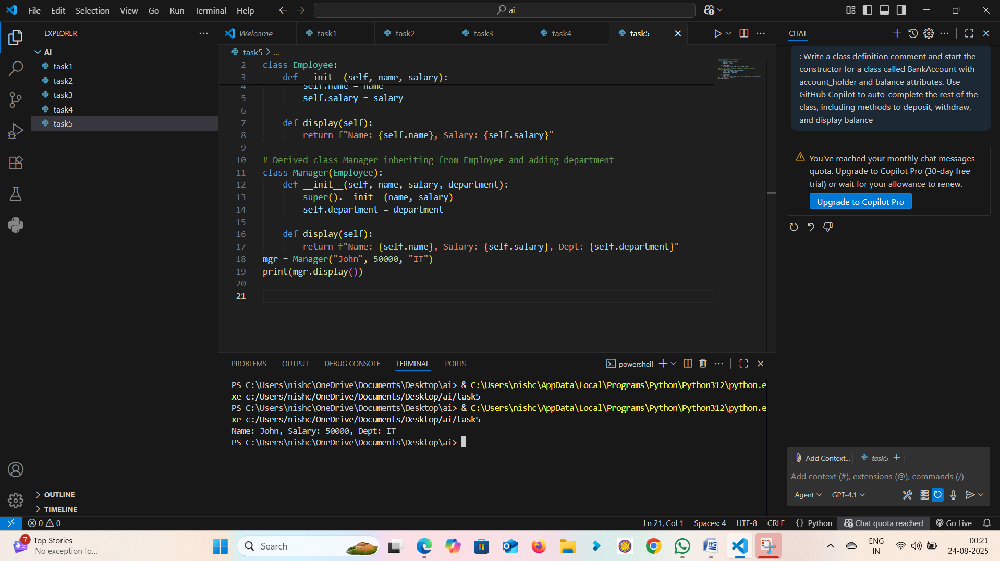 File Edit Selection View Go Run Terminal Help
ai
EXPLORER
AI
task1
task2
task3
task4
task5
OUTLINE
TIMELINE
Welcome
task1
task2
task3
task4
task5
task5 > ...
2 class Employee:
3 def __init__(self, name, salary):
4 self.name = name
5 self.salary = salary
6
7 def display(self):
8 return f"Name: {self.name}, Salary: {self.salary}"
9
10 # Derived class Manager inheriting from Employee and adding department
11 class Manager(Employee):
12 def __init__(self, name, salary, department):
13 super().__init__(name, salary)
14 self.department = department
15
16 def display(self):
17 return f"Name: {self.name}, Salary: {self.salary}, Dept: {self.department}"
18 mgr = Manager("John", 50000, "IT")
19 print(mgr.display())
20
21
PROBLEMS OUTPUT DEBUG CONSOLE TERMINAL PORTS
powershell
PS C:\Users\nishc\OneDrive\Documents\Desktop\ai> & C:\Users\nishc\AppData\Local\Programs\Python\Python312\python.e
xe c:/Users/nishc/OneDrive/Documents/Desktop/ai/task5
PS C:\Users\nishc\OneDrive\Documents\Desktop\ai> & C:\Users\nishc\AppData\Local\Programs\Python\Python312\python.e
xe c:/Users/nishc/OneDrive/Documents/Desktop/ai/task5
Name: John, Salary: 50000, Dept: IT
PS C:\Users\nishc\OneDrive\Documents\Desktop\ai>
CHAT
: Write a class definition comment and start the
constructor for a class called BankAccount with
account_holder and balance attributes. Use
GitHub Copilot to auto-complete the rest of the
class, including methods to deposit, withdraw,
and display balance
You've reached your monthly chat messages
quota. Upgrade to Copilot Pro (30-day free
trial) or wait for your allowance to renew.
Upgrade to Copilot Pro
Add Context...
task5
Add context (#), extensions (@), commands (/)
Agent
GPT-4.1
0 0
Ln 21, Col 1
Spaces: 4
UTF-8
CRLF
{} Python
Chat quota reached
Go Live
7
Top Stories
'No exception fo...
Search
ENG
IN
00:21
24-08-2025